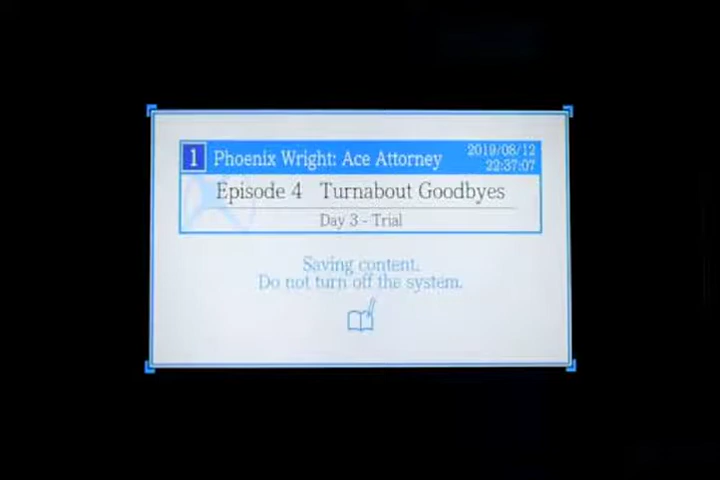 1 Phoenix Wright: Ace Attorney 2019/08/12
22:37:07
Episode 4 Turnabout Goodbyes
Day 3 - Trial
Saving content.
Do not turn off the system.